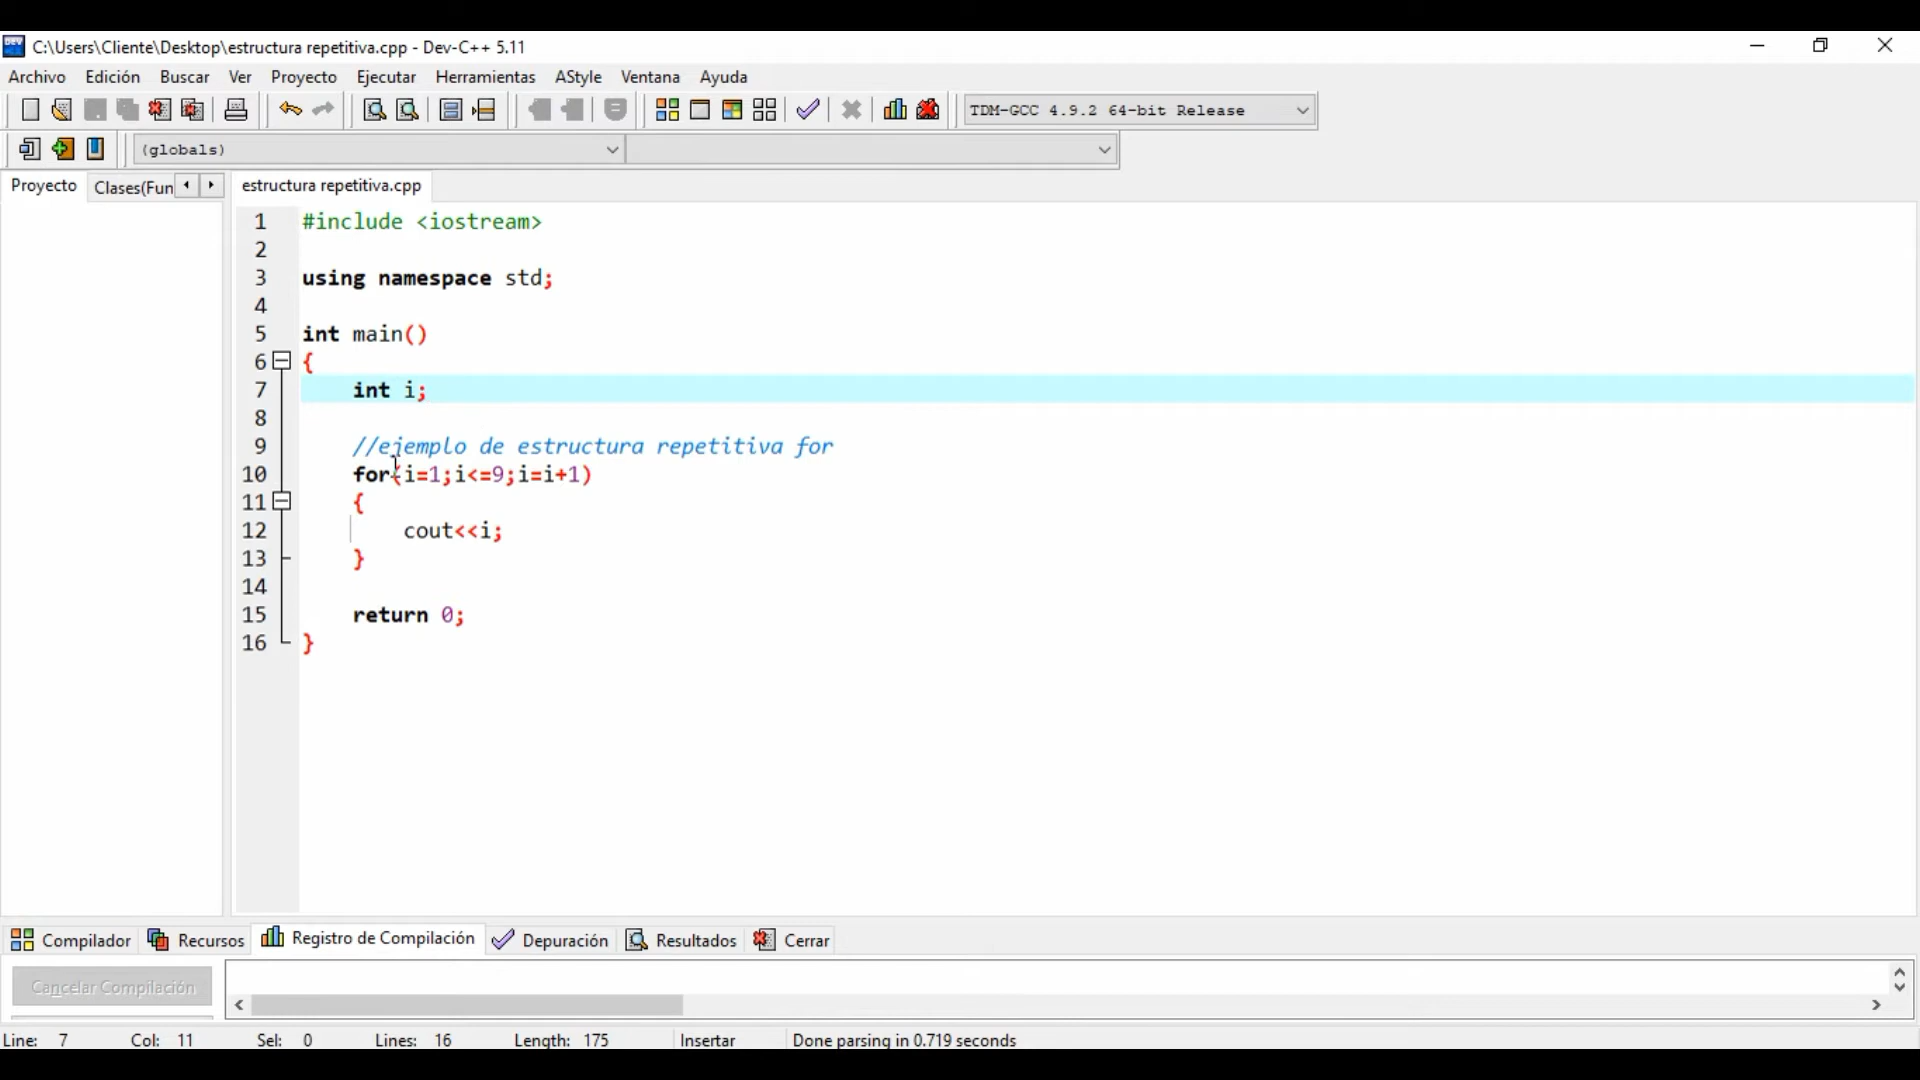 C:\Users\Cliente\Desktop\estructura repetitiva.cpp - Dev-C++ 5.11
Archivo Edición Buscar Ver Proyecto Ejecutar Herramientas AStyle Ventana Ayuda
TDM-GCC 4.9.2 64-bit Release
(globals)
Proyecto Clases(Fun estructura repetitiva.cpp
1 #include <iostream>
2
3 using namespace std;
4
5 int main()
6 {
7 int i;
8
9 //ejemplo de estructura repetitiva for
10 for(i=1;i<=9;i=i+1)
11 {
12 cout<<i;
13 }
14
15 return 0;
16 }
Compilador Recursos Registro de Compilación Depuración Resultados Cerrar
Cancelar Compilación
Line: 7 Col: 11 Sel: 0 Lines: 16 Length: 175 Insertar Done parsing in 0.719 seconds